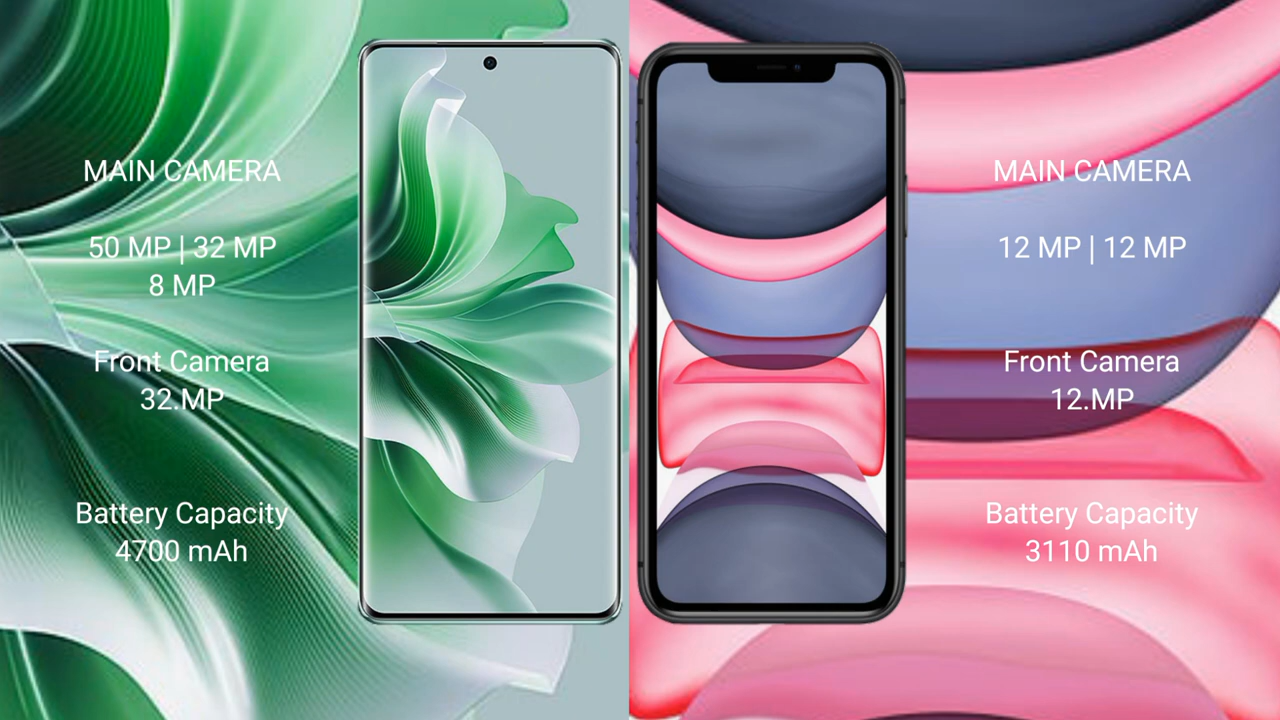 MAIN CAMERA
50 MP | 32 MP
8 MP
Front Camera
32.MP
Battery Capacity
4700 mAh
MAIN CAMERA
12 MP | 12 MP
Front Camera
12.MP
Battery Capacity
3110 mAh